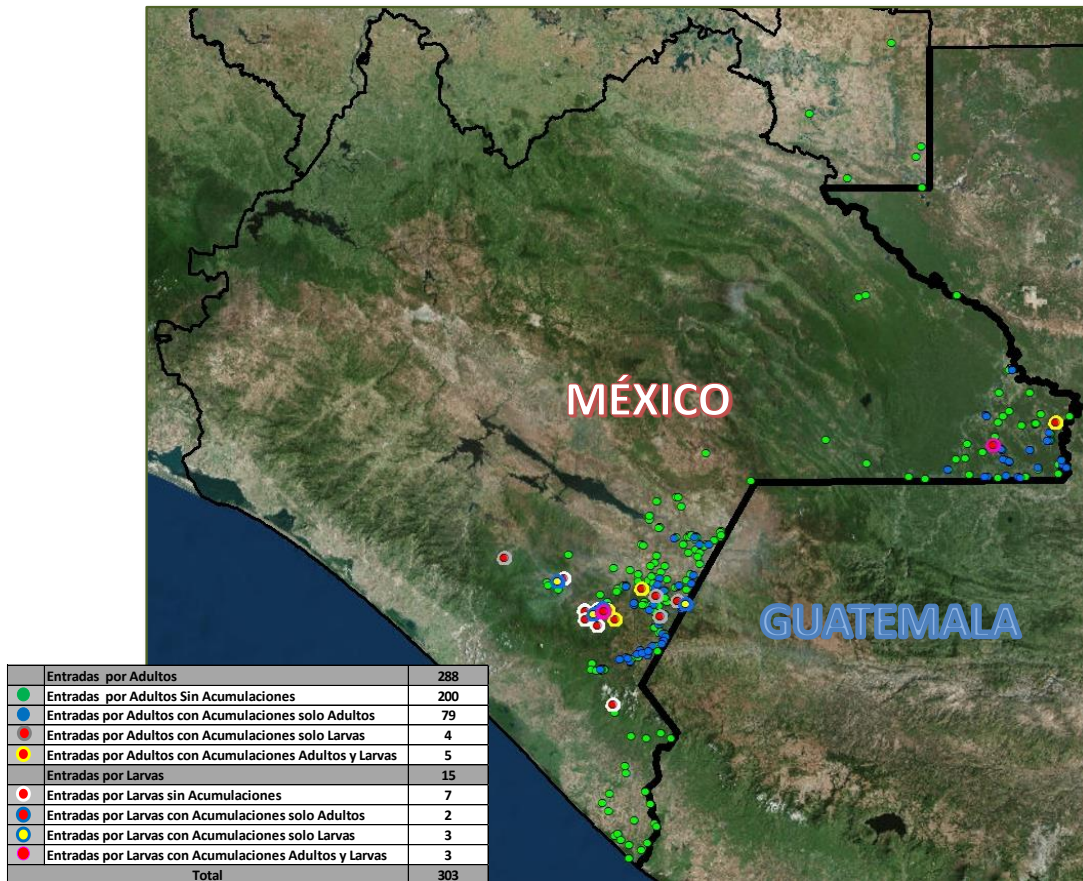 MÉXICO
GUATEMALA
Entradas por Adultos 288
Entradas por Adultos Sin Acumulaciones 200
Entradas por Adultos con Acumulaciones solo Adultos 79
Entradas por Adultos con Acumulaciones solo Larvas 4
Entradas por Adultos con Acumulaciones Adultos y Larvas 5
Entradas por Larvas 15
Entradas por Larvas sin Acumulaciones 7
Entradas por Larvas con Acumulaciones solo Adultos 2
Entradas por Larvas con Acumulaciones solo Larvas 3
Entradas por Larvas con Acumulaciones Adultos y Larvas 3
Total 303